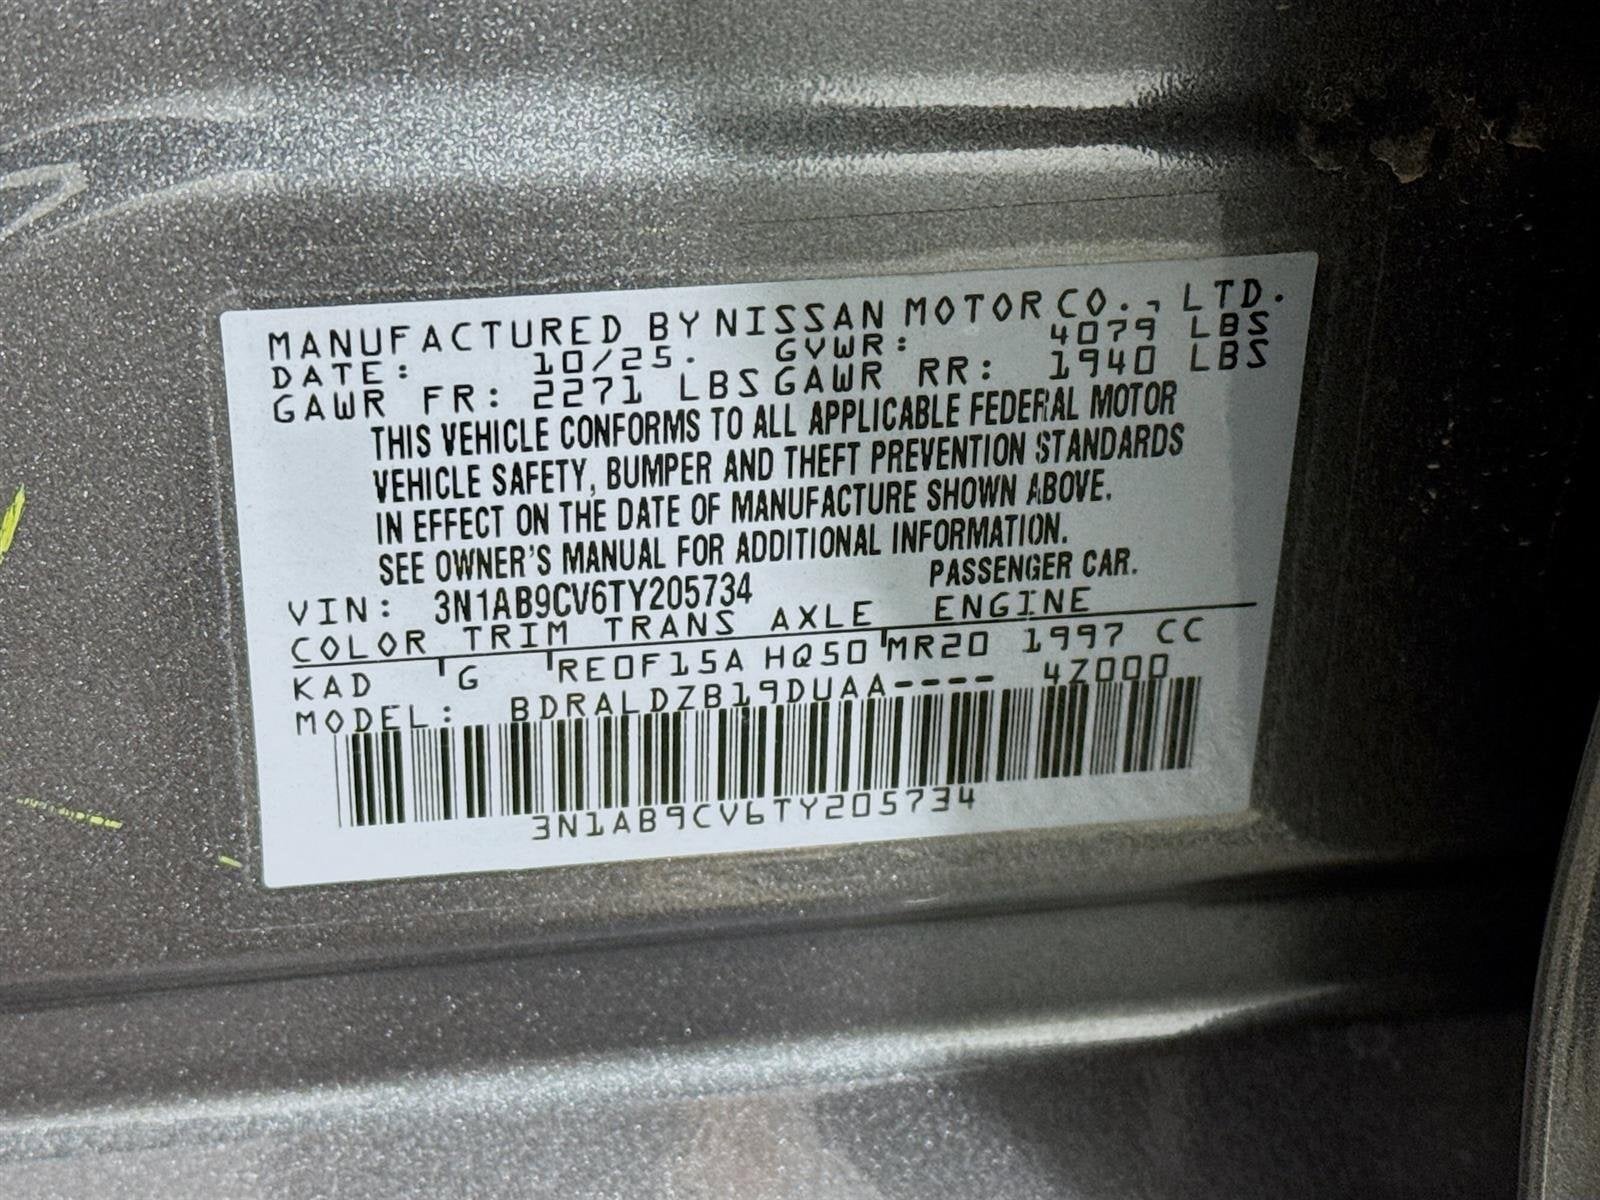 MANUFACTURED BY NISSAN MOTOR CO., LTD.
DATE: 10/25. GVWR: 4079 LBS
GAWR FR: 2271 LBS GAWR RR: 1940 LBS
THIS VEHICLE CONFORMS TO ALL APPLICABLE FEDERAL MOTOR
VEHICLE SAFETY, BUMPER AND THEFT PREVENTION STANDARDS
IN EFFECT ON THE DATE OF MANUFACTURE SHOWN ABOVE.
SEE OWNER'S MANUAL FOR ADDITIONAL INFORMATION.
PASSENGER CAR.
VIN: 3N1AB9CV6TY205734
COLOR TRIM TRANS AXLE ENGINE
KAD G RE0F15A HQ50 MR20 1997 CC
MODEL: BDRALDZB19DUAA---- 4Z000
3N1AB9CV6TY205734